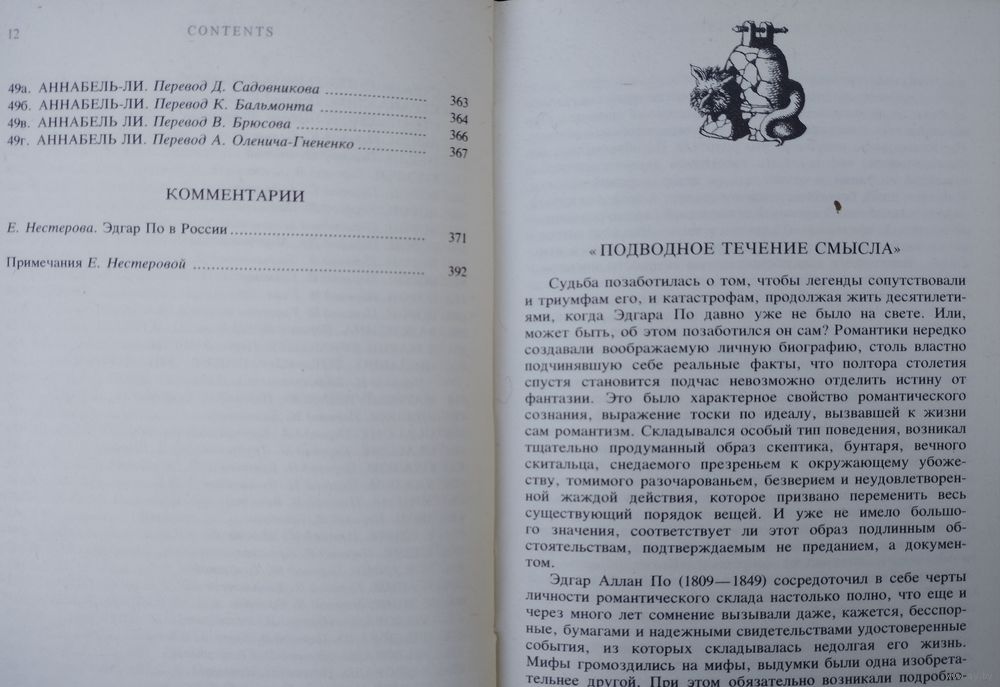 12
CONTENTS
49а. АННАБЕЛЬ-ЛИ. Перевод Д. Садовникова ........ 363
49б. АННАБЕЛЬ-ЛИ. Перевод К. Бальмонта ........ 364
49в. АННАБЕЛЬ ЛИ. Перевод В. Брюсова ........ 366
49г. АННАБЕЛЬ ЛИ. Перевод А. Оленича-Гнененко ........ 367
КОММЕНТАРИИ
Е. Нестерова. Эдгар По в России ........ 371
Примечания Е. Нестеровой ........ 392
«ПОДВОДНОЕ ТЕЧЕНИЕ СМЫСЛА»
Судьба позаботилась о том, чтобы легенды сопутствовали
и триумфам его, и катастрофам, продолжая жить десятилети-
ями, когда Эдгара По давно уже не было на свете. Или,
может быть, об этом позаботился он сам? Романтики нередко
создавали воображаемую личную биографию, столь властно
подчинявшую себе реальные факты, что полтора столетия
спустя становится подчас невозможно отделить истину от
фантазии. Это было характерное свойство романтического
сознания, выражение тоски по идеалу, вызвавшей к жизни
сам романтизм. Складывался особый тип поведения, возникал
тщательно продуманный образ скептика, бунтаря, вечного
скитальца, снедаемого презреньем к окружающему убоже-
ству, томимого разочарованьем, безверием и неудовлетворен-
ной жаждой действия, которое призвано переменить весь
существующий порядок вещей. И уже не имело большо-
го значения, соответствует ли этот образ подлинным об-
стоятельствам, подтверждаемым не преданием, а докумен-
том.
Эдгар Аллан По (1809—1849) сосредоточил в себе черты
личности романтического склада настолько полно, что еще и
через много лет сомнение вызывали даже, кажется, бесспор-
ные, бумагами и надежными свидетельствами удостоверенные
события, из которых складывалась недолгая его жизнь.
Мифы громоздились на мифы, выдумки были одна изобрета-
тельнее другой. При этом обязательно возникали подробно-